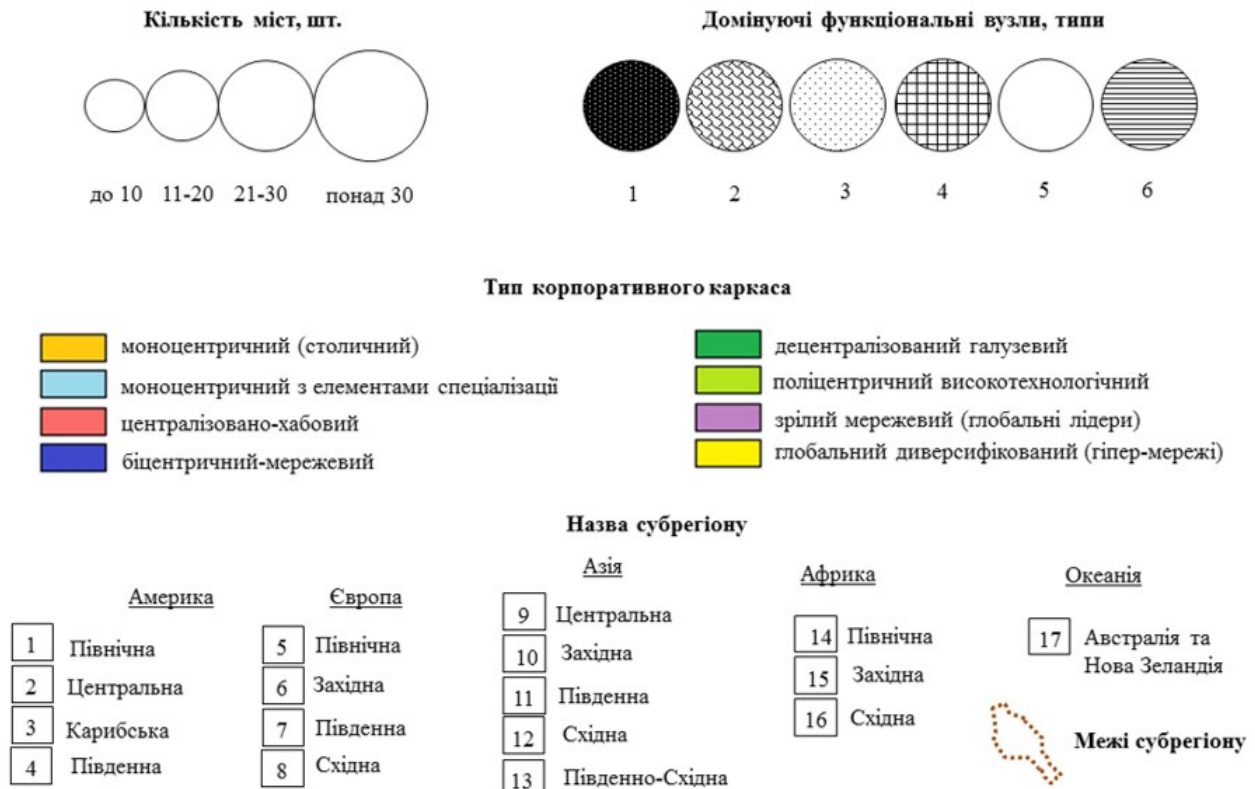 Кількість міст, шт.
до 10 11-20 21-30 понад 30
Домінуючі функціональні вузли, типи
1 2 3 4 5 6
Тип корпоративного каркаса
моноцентричний (столичний)
моноцентричний з елементами спеціалізації
централізовано-хабовий
біцентричний-мережевий
децентралізований галузевий
поліцентричний високотехнологічний
зрілий мережевий (глобальні лідери)
глобальний диверсифікований (гіпер-мережі)
Назва субрегіону
Америка
1 Північна
2 Центральна
3 Карибська
4 Південна
Європа
5 Північна
6 Західна
7 Південна
8 Східна
Азія
9 Центральна
10 Західна
11 Південна
12 Східна
13 Південно-Східна
Африка
14 Північна
15 Західна
16 Східна
Океанія
17 Австралія та
Нова Зеландія
Межі субрегіону